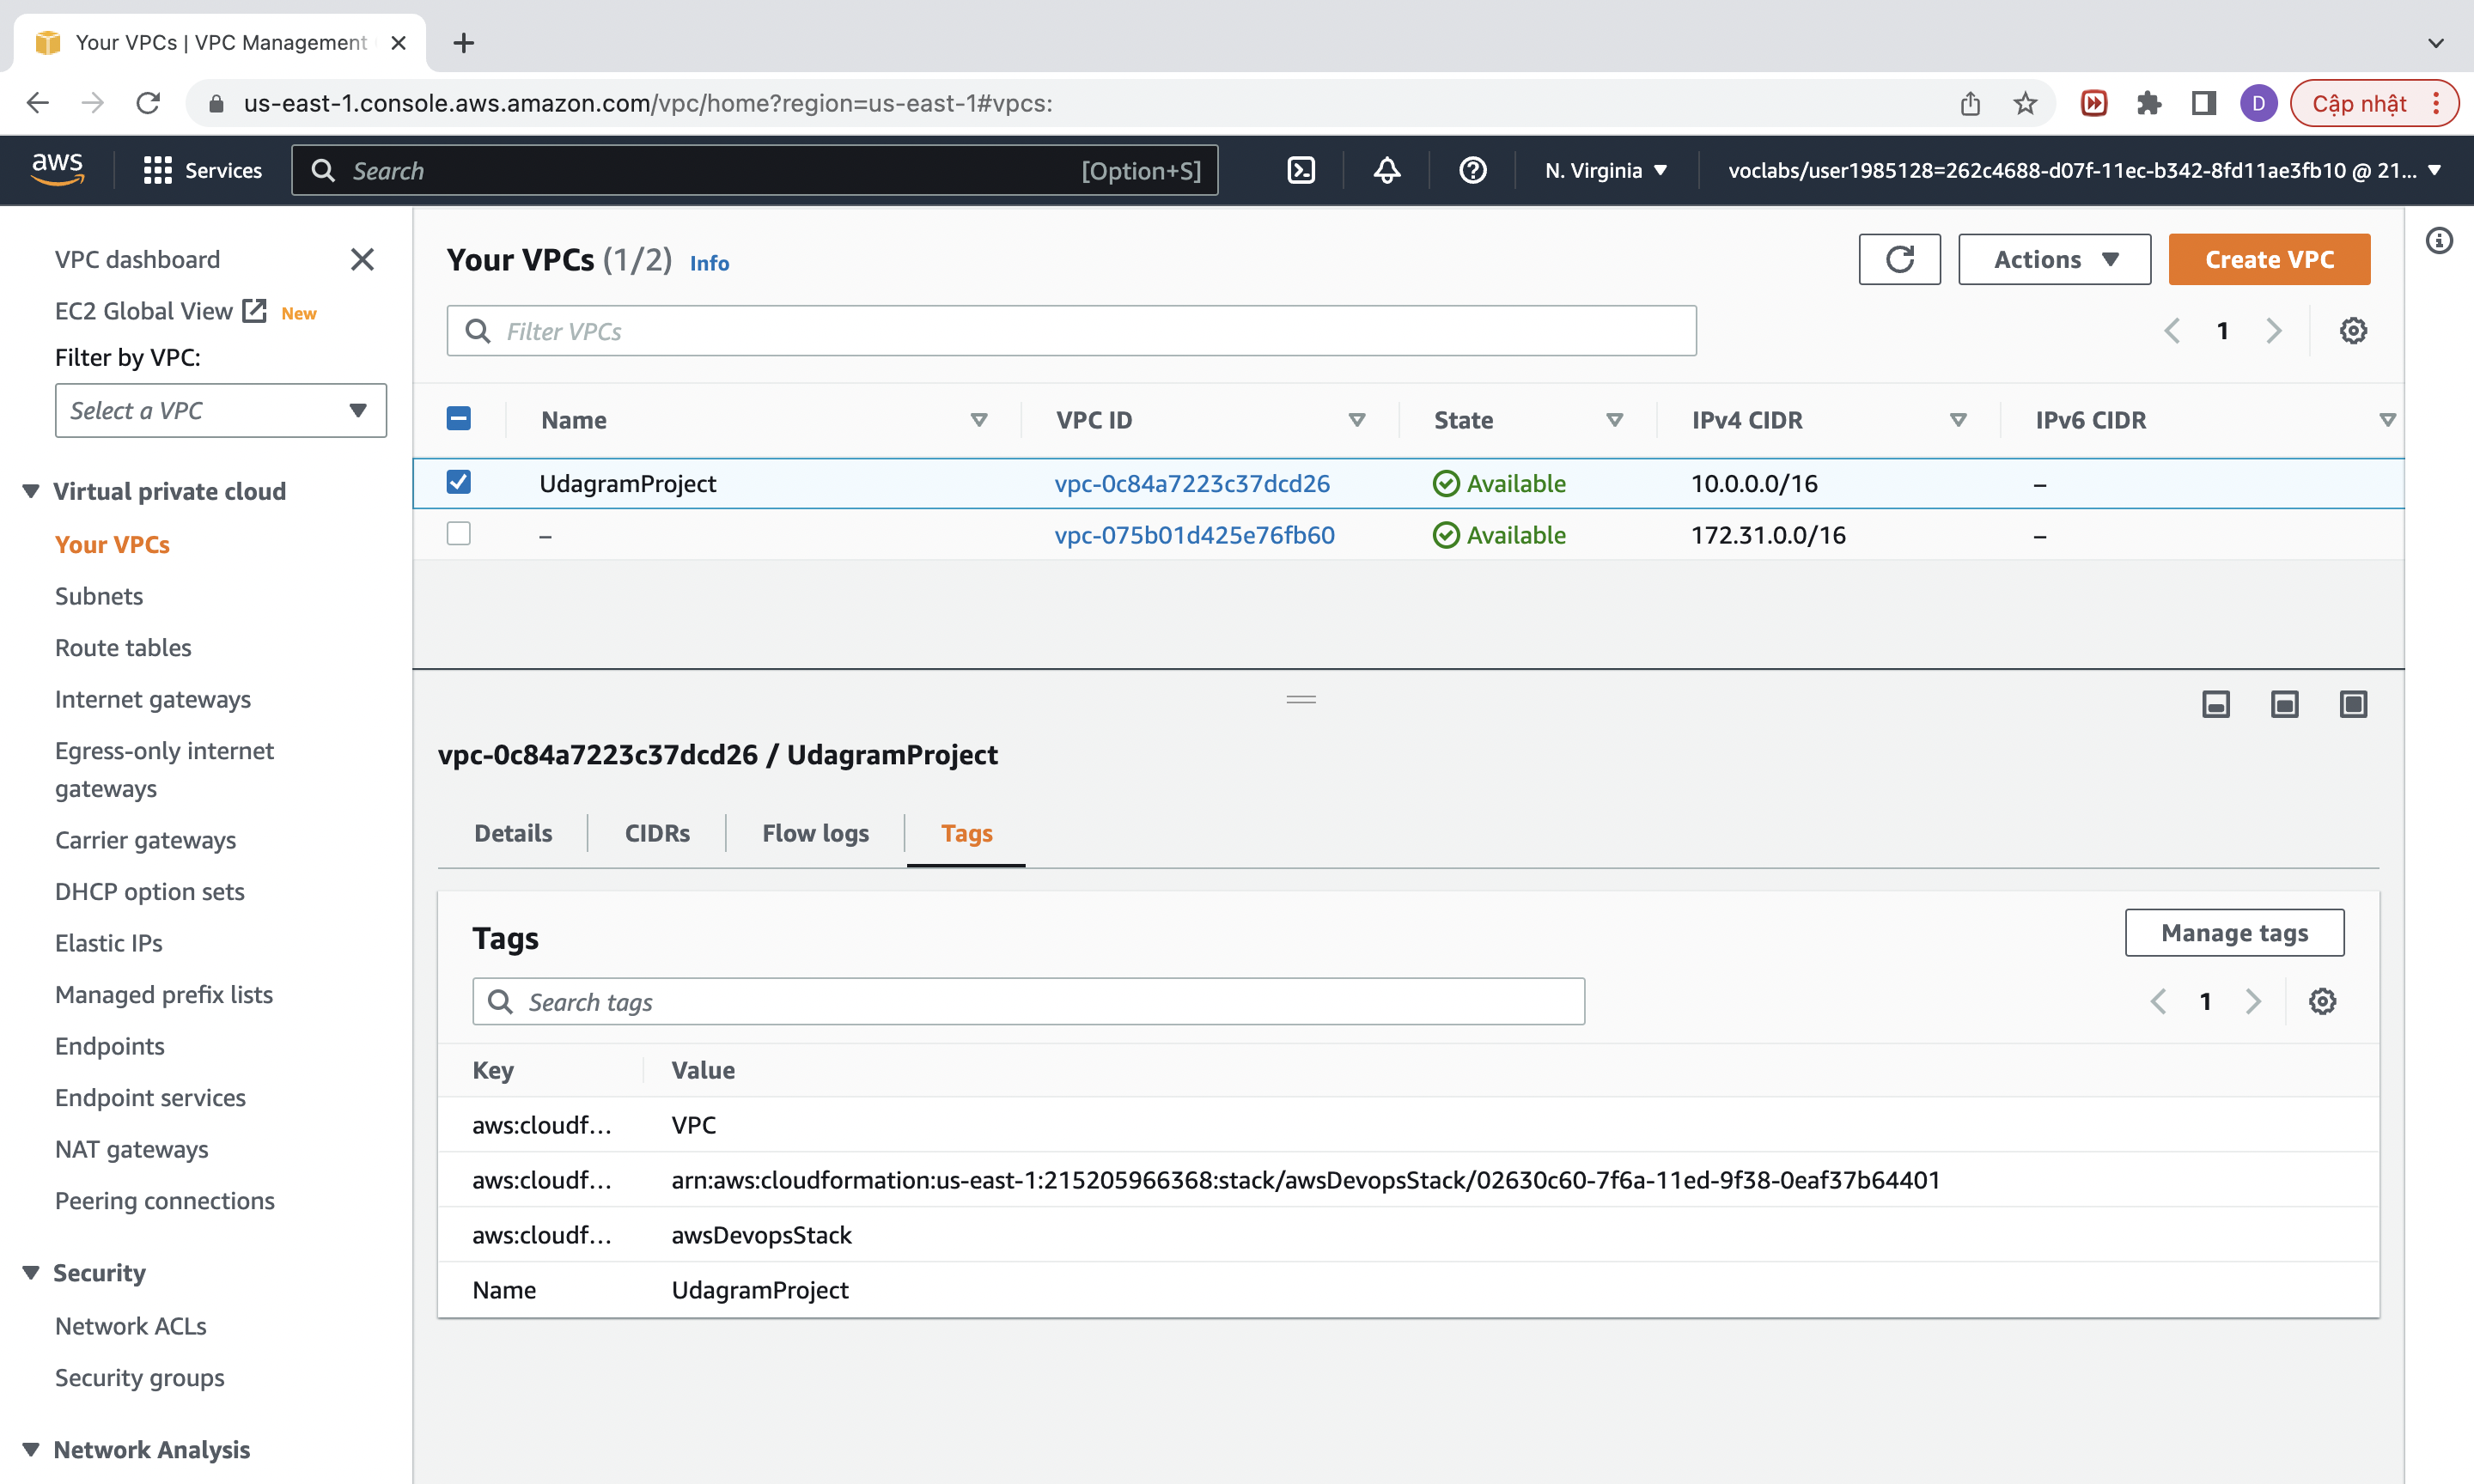 Your VPCs | VPC Management
us-east-1.console.aws.amazon.com/vpc/home?region=us-east-1#vpcs:
D
Cập nhật
aws
Services
Search
[Option+S]
N. Virginia
voclabs/user1985128=262c4688-d07f-11ec-b342-8fd11ae3fb10 @ 21...
VPC dashboard
EC2 Global View New
Filter by VPC:
Select a VPC
Virtual private cloud
Your VPCs
Subnets
Route tables
Internet gateways
Egress-only internet
gateways
Carrier gateways
DHCP option sets
Elastic IPs
Managed prefix lists
Endpoints
Endpoint services
NAT gateways
Peering connections
Security
Network ACLs
Security groups
Network Analysis
Your VPCs (1/2) Info
Actions
Create VPC
Filter VPCs
1
Name VPC ID State IPv4 CIDR IPv6 CIDR
UdagramProject vpc-0c84a7223c37dcd26 Available 10.0.0.0/16 –
– vpc-075b01d425e76fb60 Available 172.31.0.0/16 –
vpc-0c84a7223c37dcd26 / UdagramProject
Details CIDRs Flow logs Tags
Tags
Manage tags
Search tags
1
Key Value
aws:cloudf... VPC
aws:cloudf... arn:aws:cloudformation:us-east-1:215205966368:stack/awsDevopsStack/02630c60-7f6a-11ed-9f38-0eaf37b64401
aws:cloudf... awsDevopsStack
Name UdagramProject